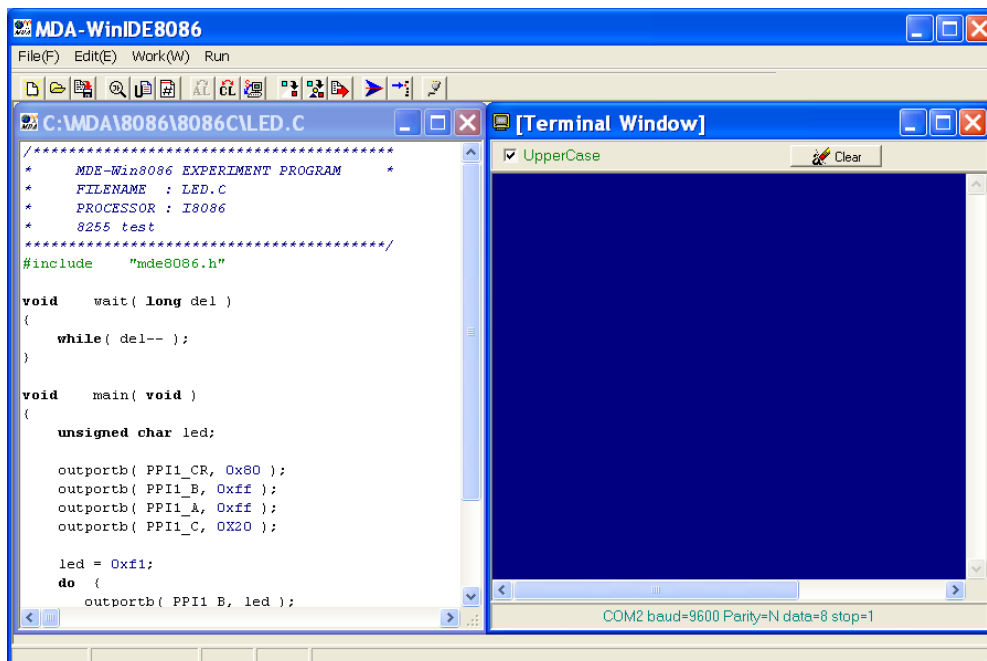 MDA-WinIDE8086
File(F) Edit(E) Work(W) Run
C:\MDA\8086\8086C\LED.C
/*****************************************
* MDE-Win8086 EXPERIMENT PROGRAM *
* FILENAME : LED.C
* PROCESSOR : I8086
* 8255 test
*****************************************/
#include "mde8086.h"
void wait( long del )
{
while( del-- );
}
void main( void )
{
unsigned char led;
outportb( PPI1_CR, 0x80 );
outportb( PPI1_B, 0xff );
outportb( PPI1_A, 0xff );
outportb( PPI1_C, 0X20 );
led = 0xf1;
do {
outportb( PPI1_B, led );
[Terminal Window]
UpperCase
Clear
COM2 baud=9600 Parity=N data=8 stop=1